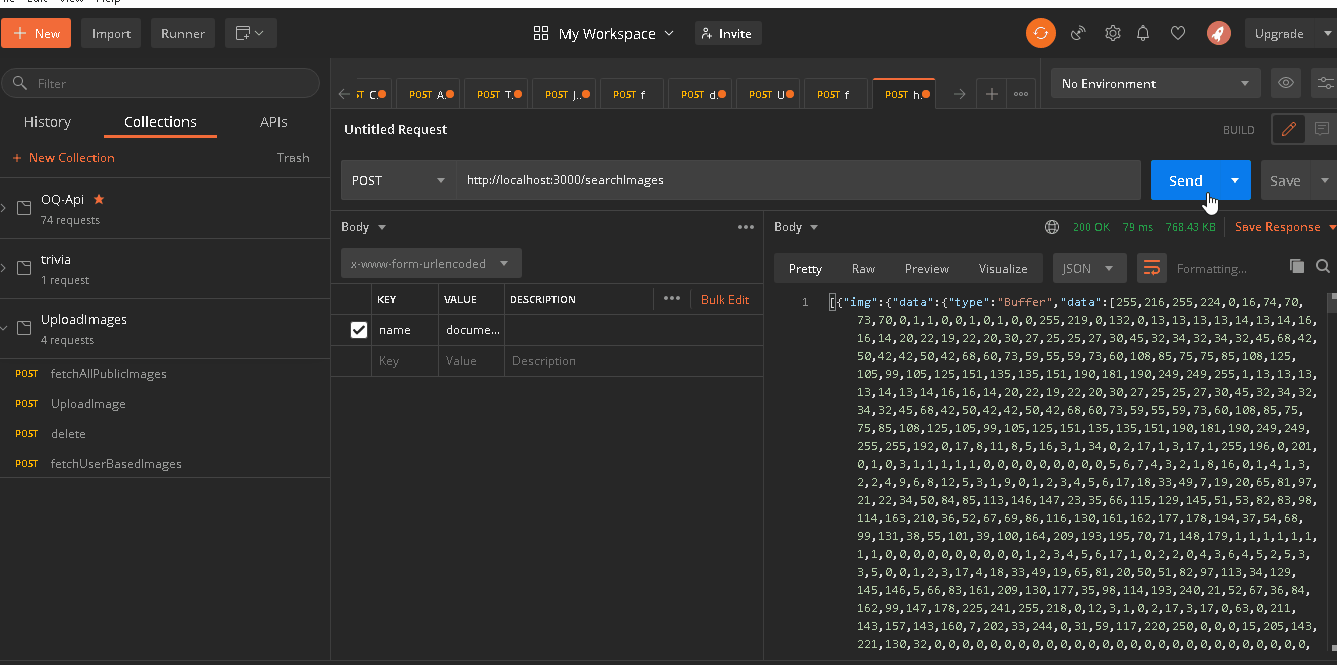 File Edit View Help
New Import Runner My Workspace Invite Upgrade
Filter
History Collections APIs
New Collection Trash
OQ-Api
74 requests
trivia
1 request
UploadImages
4 requests
POST fetchAllPublicImages
POST UploadImage
POST delete
POST fetchUserBasedImages
POST A. POST T. POST J.. POST f POST d. POST U POST f POST h.
No Environment
Untitled Request BUILD
POST http://localhost:3000/searchImages Send Save
Body
x-www-form-urlencoded
KEY VALUE DESCRIPTION ••• Bulk Edit
name docume...
Key Value Description
Body 200 OK 79 ms 768.43 KB Save Response
Pretty Raw Preview Visualize JSON Formatting...
1 [{"img":{"data":{"type":"Buffer","data":[255,216,255,224,0,16,74,70,
73,70,0,1,1,0,0,1,0,1,0,0,255,219,0,132,0,13,13,13,13,14,13,14,16,
16,14,20,22,19,22,20,30,27,25,25,27,30,45,32,34,32,34,32,45,68,42,
50,42,42,50,42,68,60,73,59,55,59,73,60,108,85,75,75,85,108,125,
105,99,105,125,151,135,135,151,190,181,190,249,249,255,1,13,13,13,
13,14,13,14,16,16,14,20,22,19,22,20,30,27,25,25,27,30,45,32,34,32,
34,32,45,68,42,50,42,42,50,42,68,60,73,59,55,59,73,60,108,85,75,
75,85,108,125,105,99,105,125,151,135,135,151,190,181,190,249,249,
255,255,192,0,17,8,11,8,5,16,3,1,34,0,2,17,1,3,17,1,255,196,0,201,
0,1,0,3,1,1,1,1,1,0,0,0,0,0,0,0,0,0,5,6,7,4,3,2,1,8,16,0,1,4,1,3,
2,2,4,9,6,8,12,5,3,1,9,0,1,2,3,4,5,6,17,18,33,49,7,19,20,65,81,97,
21,22,34,50,84,85,113,146,147,23,35,66,115,129,145,51,53,82,83,98,
114,163,210,36,52,67,69,86,116,130,161,162,177,178,194,37,54,68,
99,131,38,55,101,39,100,164,209,193,195,70,71,148,179,1,1,1,1,1,1,
1,1,0,0,0,0,0,0,0,0,0,0,1,2,3,4,5,6,17,1,0,2,2,0,4,3,6,4,5,2,5,3,
3,5,0,0,1,2,3,17,4,18,33,49,19,65,81,20,50,51,82,97,113,34,129,
145,146,5,66,83,161,209,130,177,35,98,114,193,240,21,52,67,36,84,
162,99,147,178,225,241,255,218,0,12,3,1,0,2,17,3,17,0,63,0,211,
143,157,143,160,7,202,33,244,0,31,59,117,220,250,0,0,0,15,205,143,
221,130,32,0,0,0,0,0,0,0,0,0,0,0,0,0,0,0,0,0,0,0,0,0,0,0,0,0,0,